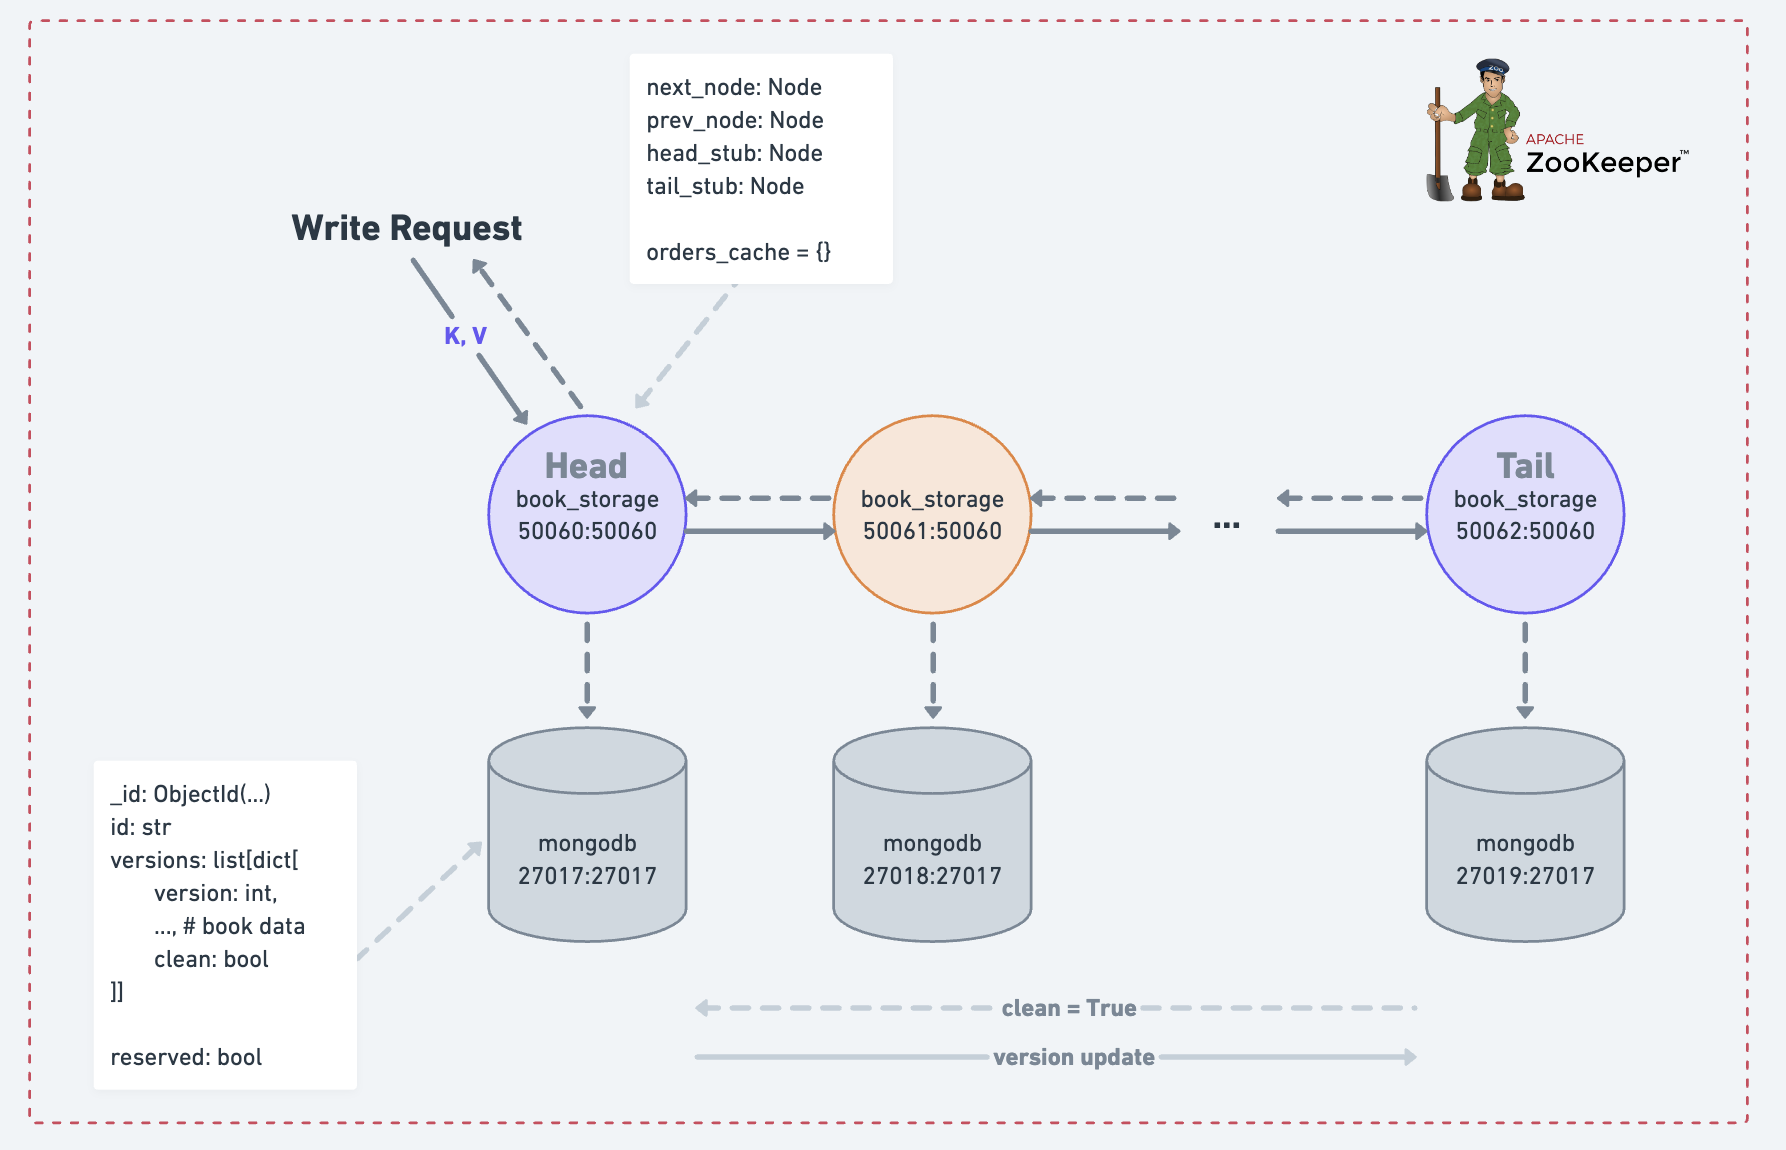 next_node: Node
prev_node: Node
head_stub: Node
tail_stub: Node
orders_cache = {}
ZOO
APACHE
ZooKeeper™
Write Request
K, V
Head
book_storage
50060:50060
book_storage
50061:50060
...
Tail
book_storage
50062:50060
mongodb
27017:27017
mongodb
27018:27017
mongodb
27019:27017
_id: ObjectId(...)
id: str
versions: list[dict[
version: int,
..., # book data
clean: bool
]]
reserved: bool
clean = True
version update